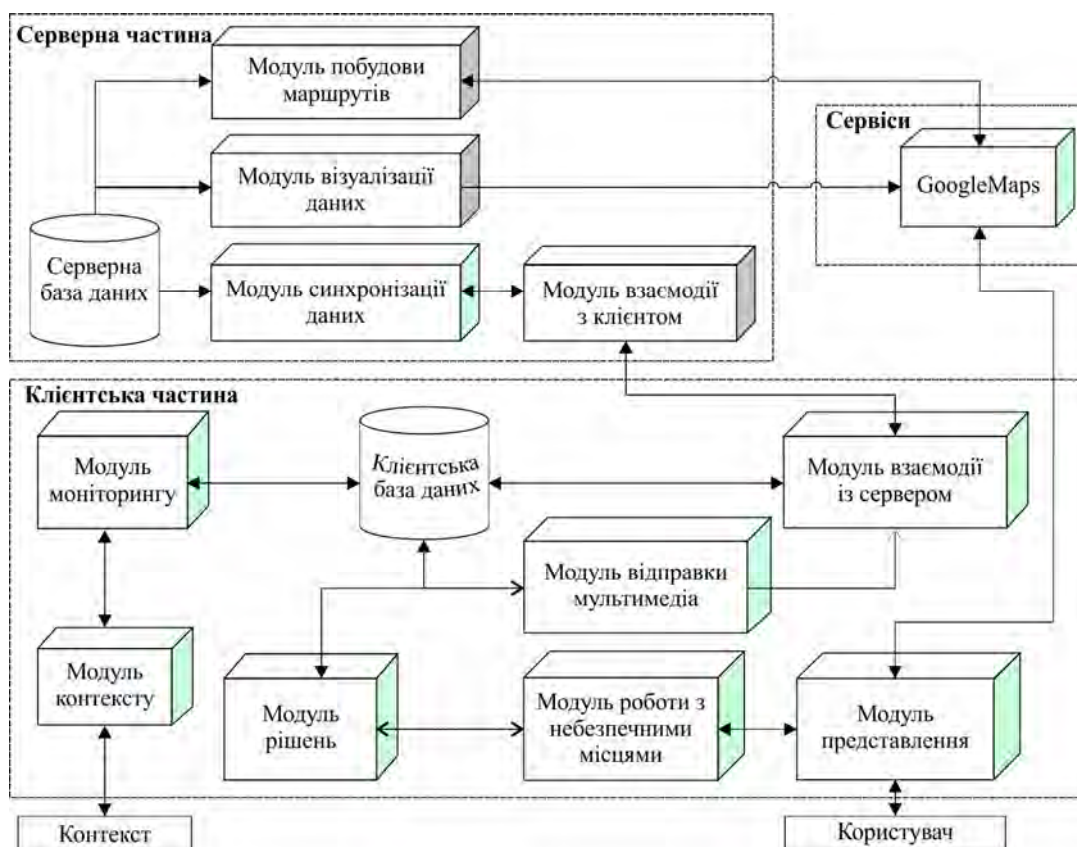 Серверна частина
Модуль побудови
маршрутів
Сервіси
Модуль візуалізації
даних
GoogleMaps
Серверна
база даних
Модуль синхронізації
даних
Модуль взаємодії
з клієнтом
Клієнтська частина
Модуль
моніторингу
Клієнтська
база даних
Модуль взаємодії
із сервером
Модуль відправки
мультимедіа
Модуль
контексту
Модуль
рішень
Модуль роботи з
небезпечними
місцями
Модуль
представлення
Контекст
Користувач